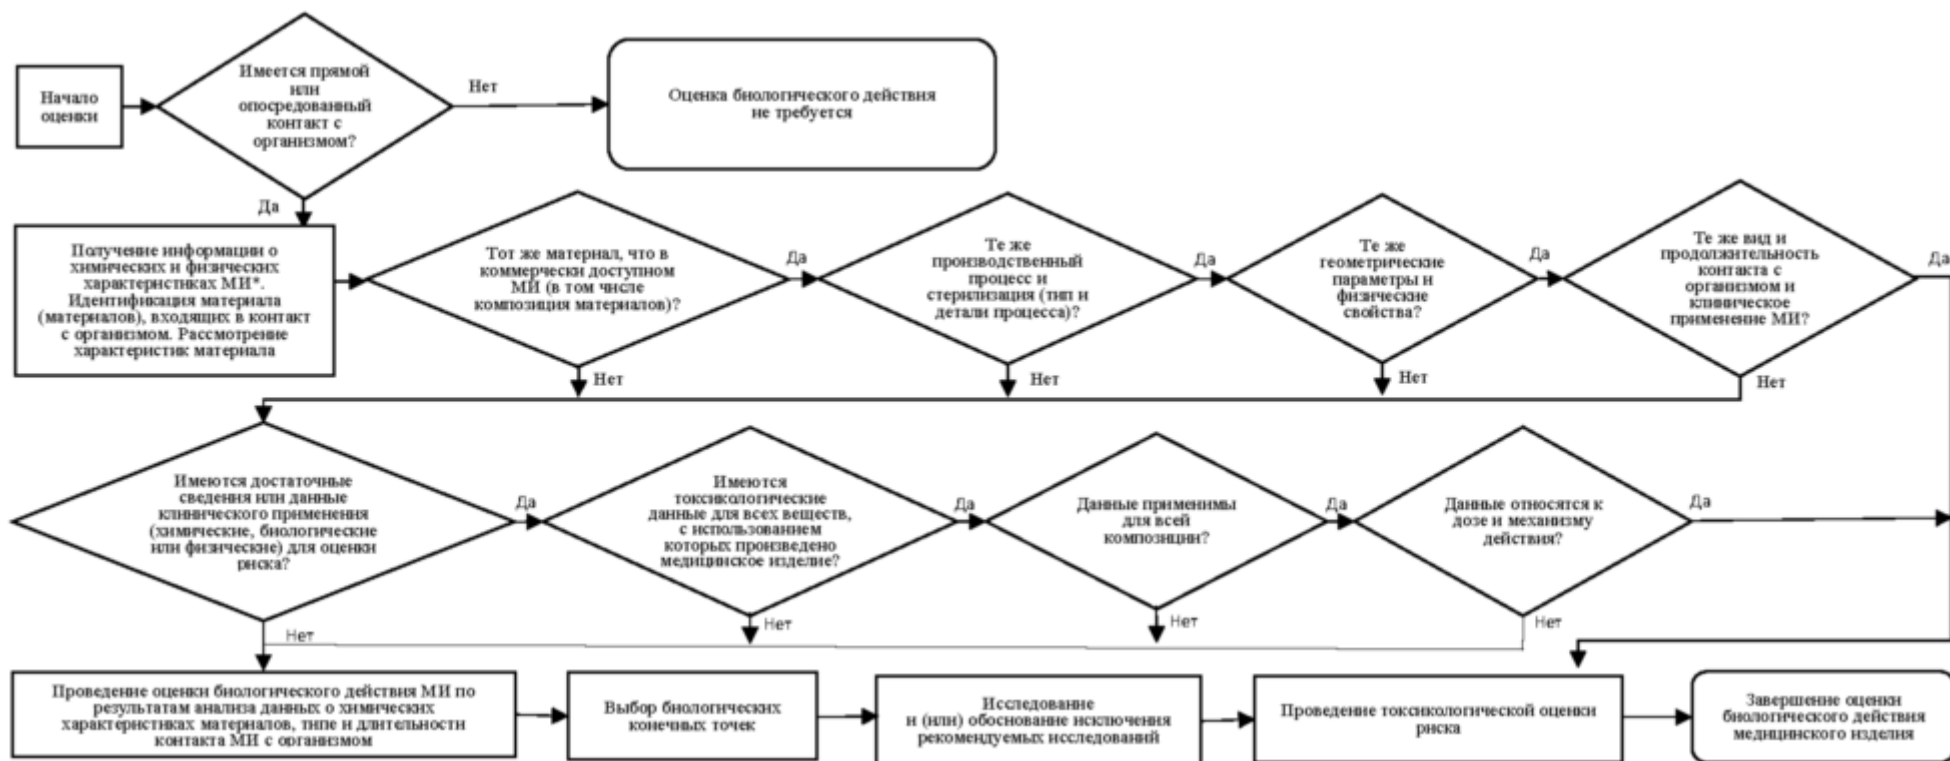 Начало
оценки
Имеется прямой
или
опосредованный
контакт с
организмом?
Нет
Оценка биологического действия
не требуется
Да
Получение информации о
химических и физических
характеристиках МИ*.
Идентификация материала
(материалов), входящих в контакт
с организмом. Рассмотрение
характеристик материала
Тот же материал, что в
коммерчески доступном
МИ (в том числе
композиция материалов)?
Да
Нет
Те же
производственный
процесс и
стерилизация (тип и
детали процесса)?
Да
Нет
Те же
геометрические
параметры и
физические
свойства?
Да
Нет
Те же вид и
продолжительность
контакта с
организмом и
клиническое
применение МИ?
Да
Нет
Имеются достаточные
сведения или данные
клинического применения
(химические, биологические
или физические) для оценки
риска?
Да
Нет
Имеются
токсикологические
данные для всех веществ,
с использованием
которых произведено
медицинское изделие?
Да
Нет
Данные применимы
для всей
композиции?
Да
Нет
Данные относятся к
дозе и механизму
действия?
Да
Нет
Проведение оценки биологического действия МИ по
результатам анализа данных о химических
характеристиках материалов, типе и длительности
контакта МИ с организмом
Выбор биологических
конечных точек
Исследование
и (или) обоснование исключения
рекомендуемых исследований
Проведение токсикологической оценки
риска
Завершение оценки
биологического действия
медицинского изделия